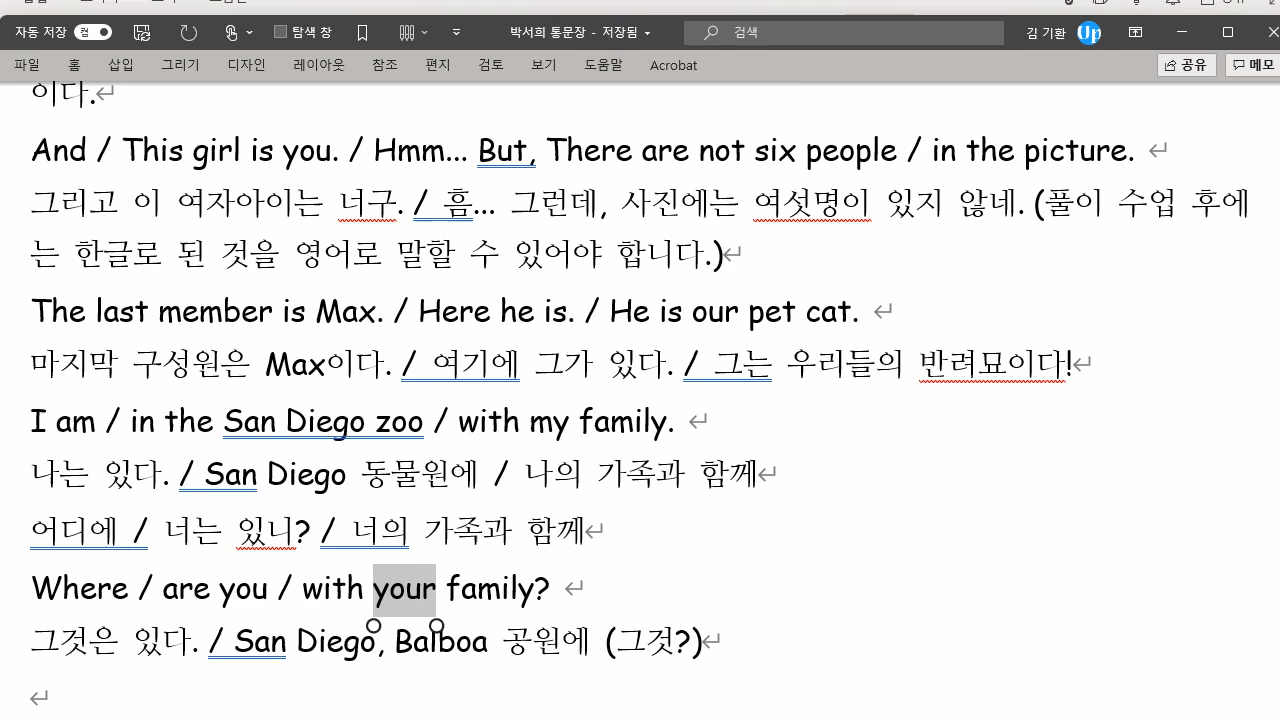 자동 저장 컴 탐색 창 박서희 통문장 - 저장됨 검색 김 기환 Up
파일 홈 삽입 그리기 디자인 레이아웃 참조 편지 검토 보기 도움말 Acrobat 공유 메모
이다.
And / This girl is you. / Hmm... But, There are not six people / in the picture.
그리고 이 여자아이는 너구. / 흠... 그런데, 사진에는 여섯명이 있지 않네. (풀이 수업 후에
는 한글로 된 것을 영어로 말할 수 있어야 합니다.)
The last member is Max. / Here he is. / He is our pet cat.
마지막 구성원은 Max이다. / 여기에 그가 있다. / 그는 우리들의 반려묘이다!
I am / in the San Diego zoo / with my family.
나는 있다. / San Diego 동물원에 / 나의 가족과 함께
어디에 / 너는 있니? / 너의 가족과 함께
Where / are you / with your family?
그것은 있다. / San Diego, Balboa 공원에 (그것?)